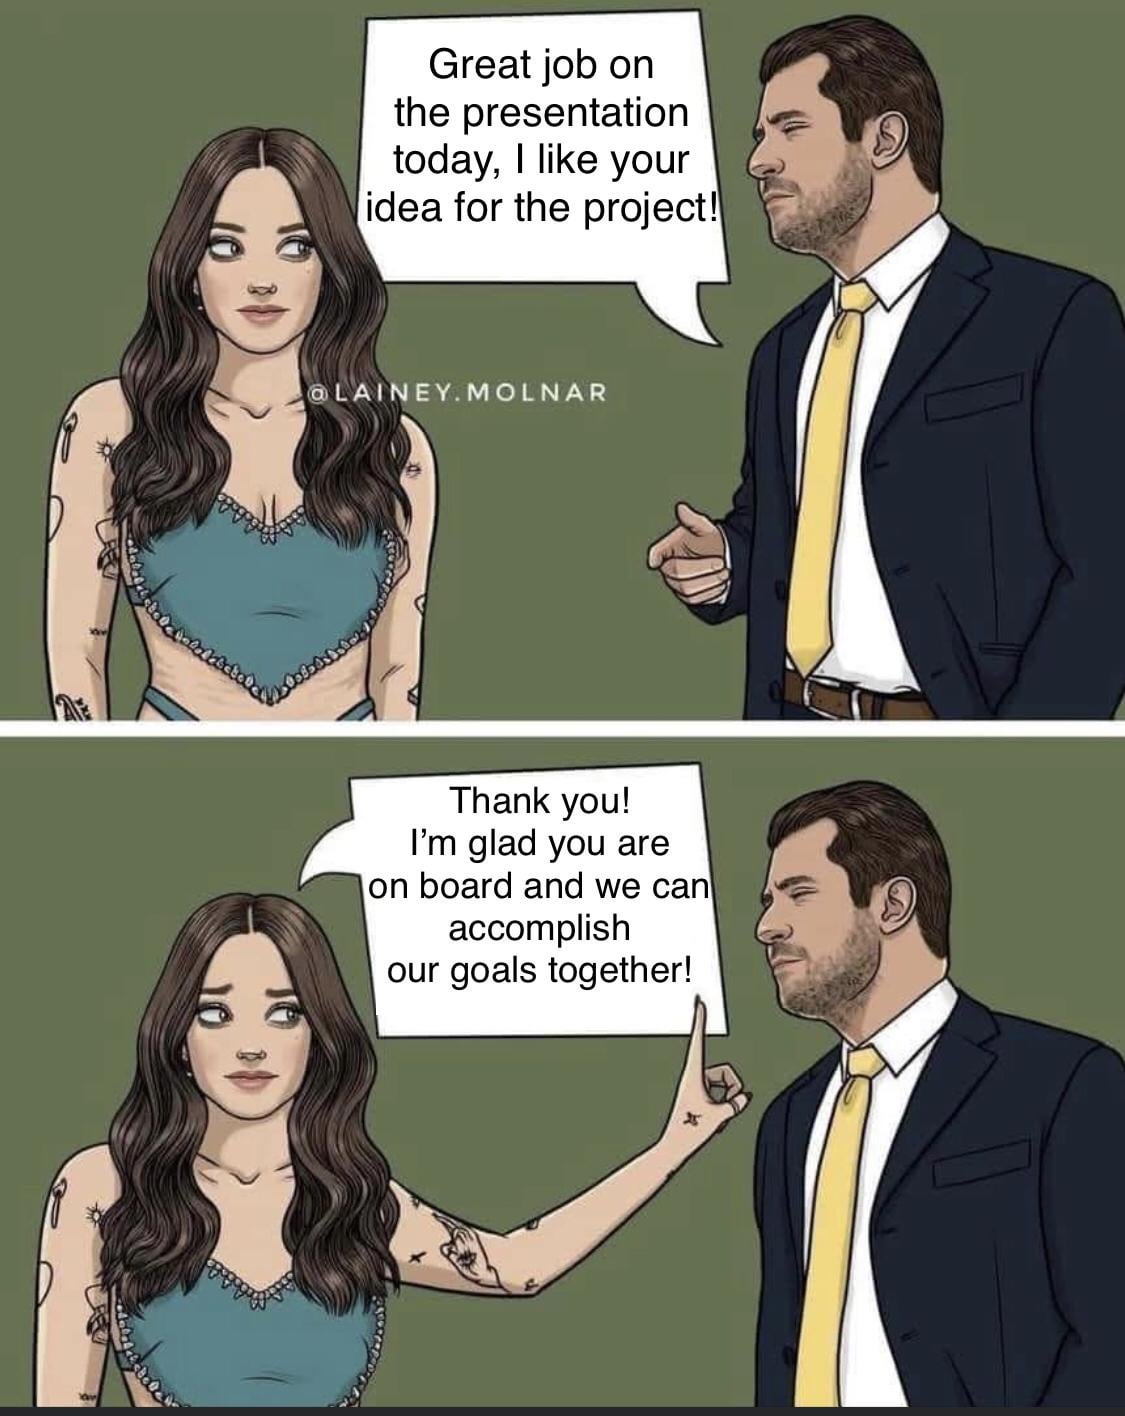 Great job on
the presentation
today, I like your
idea for the project!
@LAINEY.MOLNAR
Thank you!
I'm glad you are
on board and we can
accomplish
our goals together!